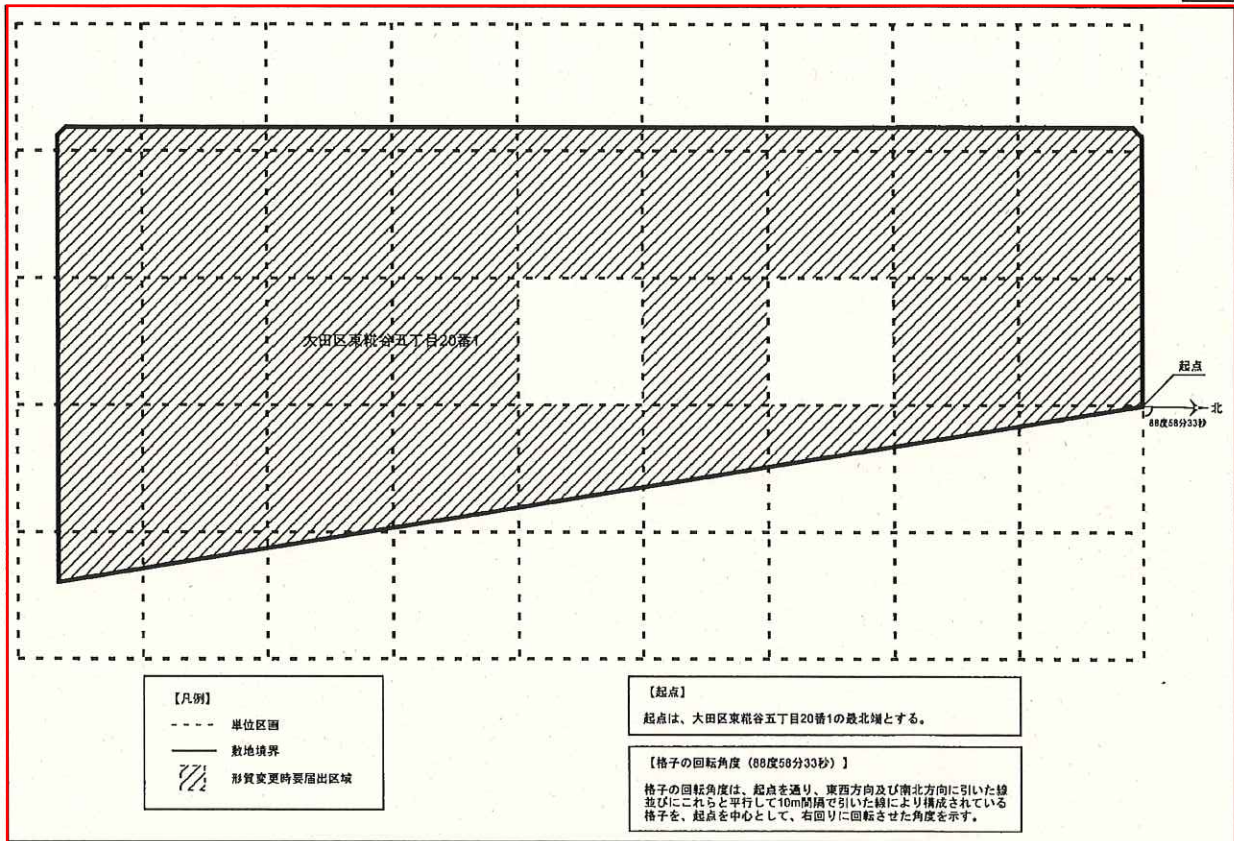 大田区東糀谷五丁目20番1
起点
北
88度58分33秒
【凡例】
単位区画
敷地境界
形質変更時要届出区域
【起点】
起点は、大田区東糀谷五丁目20番1の最北端とする。
【格子の回転角度（88度58分33秒）】
格子の回転角度は、起点を通り、東西方向及び南北方向に引いた線
並びにこれらと平行して10m間隔で引いた線により構成されている
格子を、起点を中心として、右回りに回転させた角度を示す。